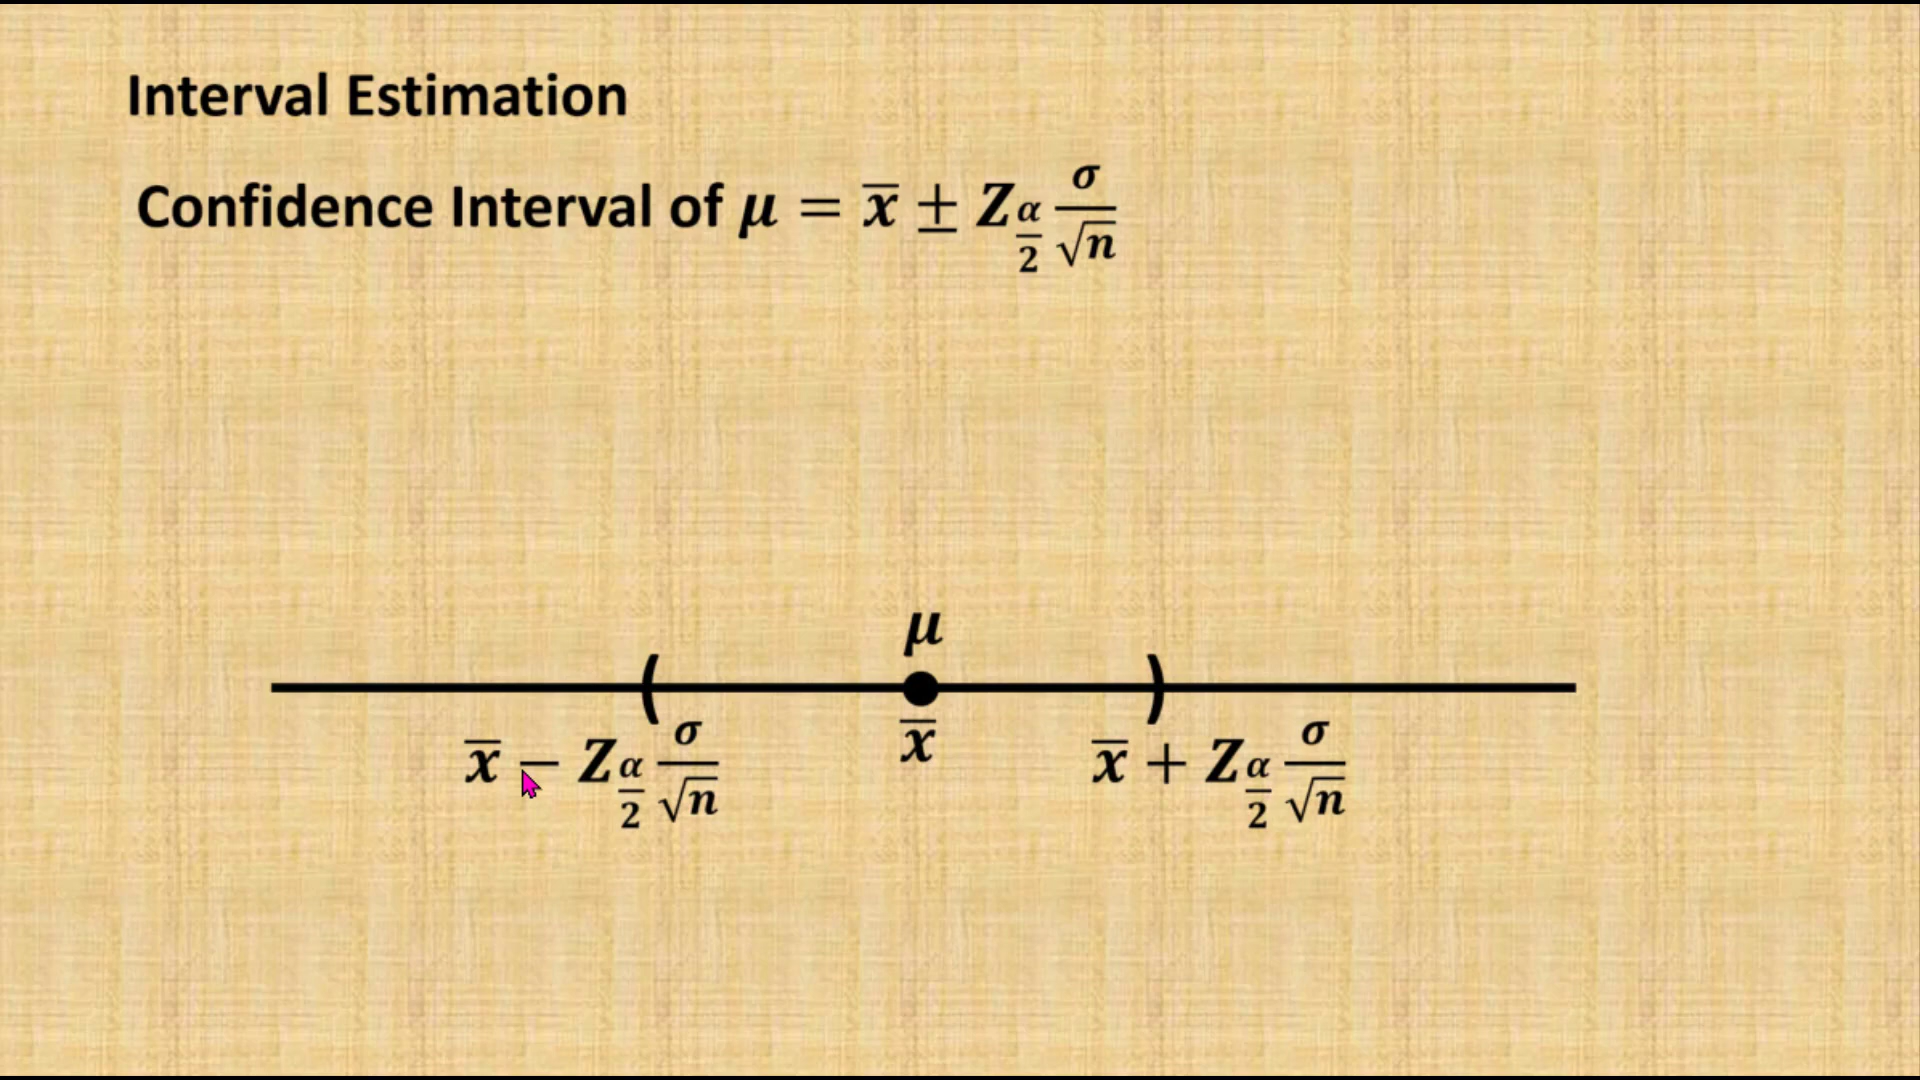 Interval Estimation
Confidence Interval of μ = x̄ ± Z_{α/2} σ/√n
μ
x̄ − Z_{α/2} σ/√n
x̄
x̄ + Z_{α/2} σ/√n